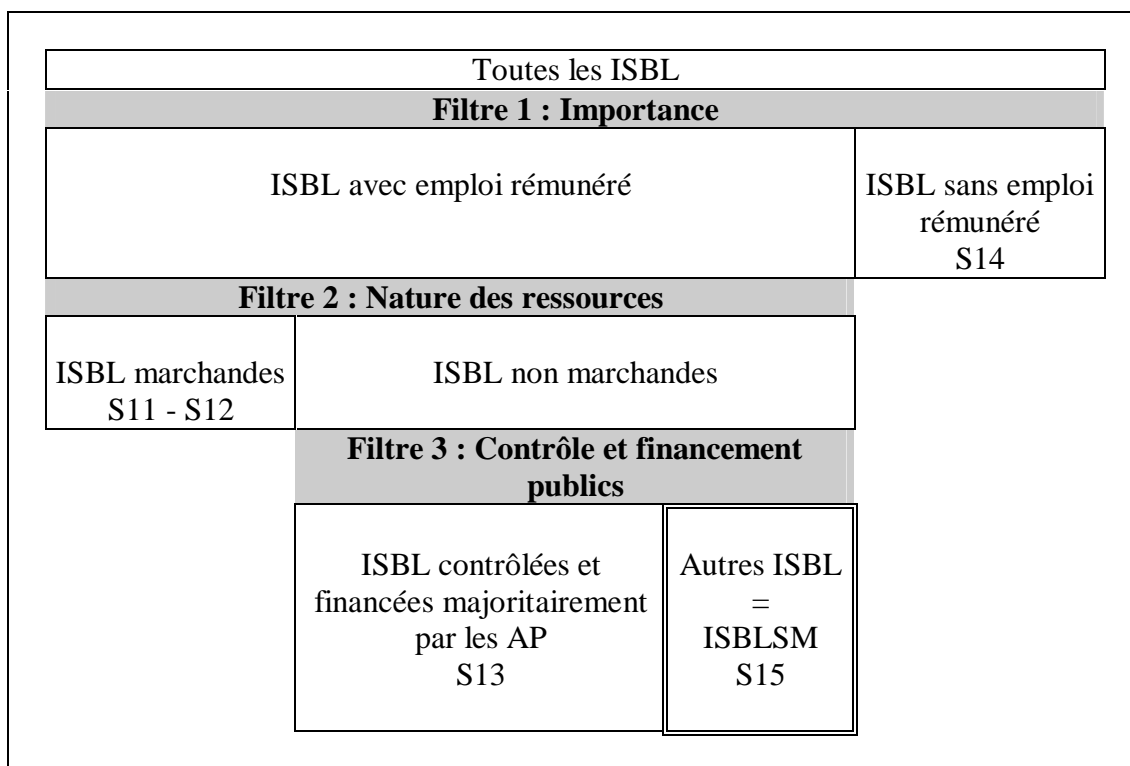 Toutes les ISBL
Filtre 1 : Importance
ISBL avec emploi rémunéré
ISBL sans emploi
rémunéré
S14
Filtre 2 : Nature des ressources
ISBL marchandes
S11 - S12
ISBL non marchandes
Filtre 3 : Contrôle et financement
publics
ISBL contrôlées et
financées majoritairement
par les AP
S13
Autres ISBL
=
ISBLSM
S15